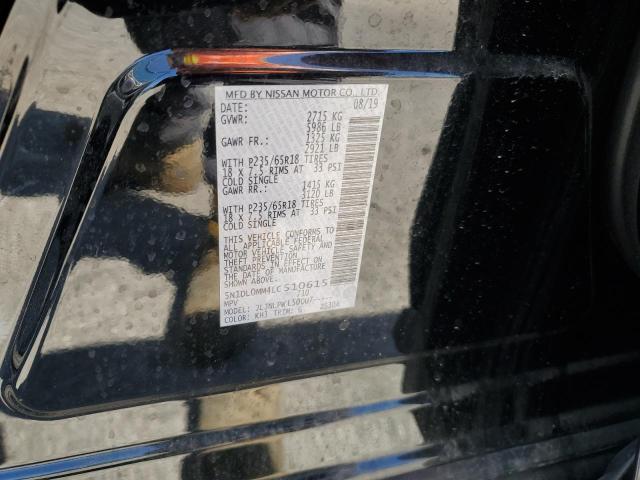 MFD BY NISSAN MOTOR CO., LTD.
DATE: 08/19
GVWR: 2715 KG
5986 LB
GAWR FR.: 1325 KG
2921 LB
WITH P235/65R18 TIRES
18 X 7.5 RIMS AT 33 PSI
COLD SINGLE
GAWR RR.: 1415 KG
3120 LB
WITH P235/65R18 TIRES
18 X 7.5 RIMS AT 33 PSI
COLD SINGLE
THIS VEHICLE CONFORMS TO
ALL APPLICABLE FEDERAL
MOTOR VEHICLE SAFETY AND
THEFT PREVENTION
STANDARDS IN EFFECT ON
THE DATE OF MANUFACTURE
SHOWN ABOVE.
5N1DL0MM4LC510615
MPV
MODEL:
COLOR: KH3 TRIM: G